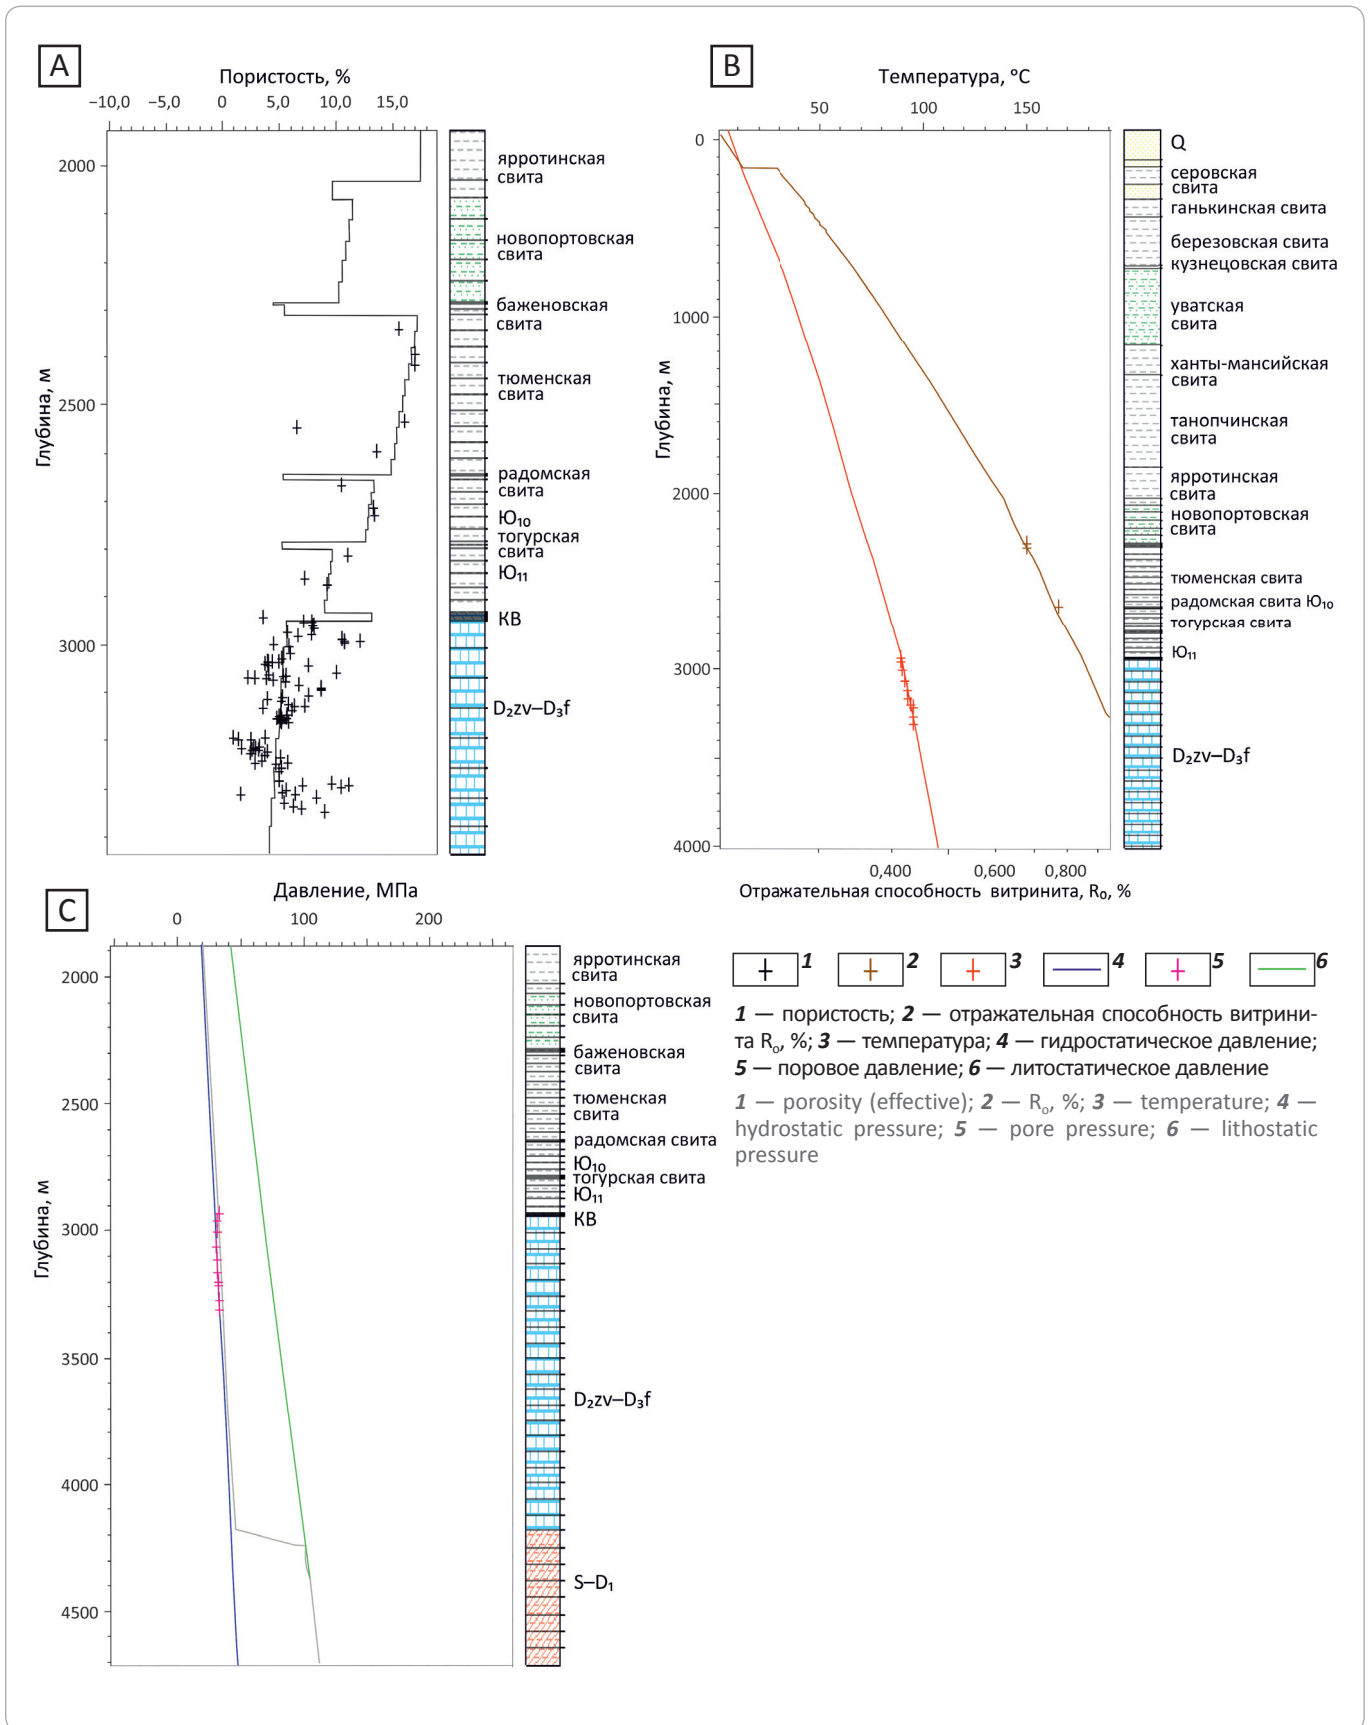 A
Пористость, %
−10,0 −5,0 0 5,0 10,0 15,0
Глубина, м
2000
2500
3000
ярротинская
свита
новопортовская
свита
баженовская
свита
тюменская
свита
радомская
свита
Ю₁₀
тогурская
свита
Ю₁₁
КВ
D₂zv–D₃f
B
Температура, °C
50 100 150
Глубина, м
0
1000
2000
3000
4000
0,400 0,600 0,800
Отражательная способность витринита, R₀, %
Q
серовская
свита
ганькинская свита
березовская свита
кузнецовская свита
уватская
свита
ханты-мансийская
свита
танопчинская
свита
ярротинская
свита
новопортовская
свита
тюменская свита
радомская свита Ю₁₀
тогурская свита
Ю₁₁
D₂zv–D₃f
C
Давление, МПа
0 100 200
Глубина, м
2000
2500
3000
3500
4000
4500
ярротинская
свита
новопортовская
свита
баженовская
свита
тюменская
свита
радомская свита
Ю₁₀
тогурская свита
Ю₁₁
КВ
D₂zv–D₃f
S–D₁
1 2 3 4 5 6
1 — пористость; 2 — отражательная способность витрини-
та Rₒ, %; 3 — температура; 4 — гидростатическое давление;
5 — поровое давление; 6 — литостатическое давление
1 — porosity (effective); 2 — Rₒ, %; 3 — temperature; 4 —
hydrostatic pressure; 5 — pore pressure; 6 — lithostatic
pressure